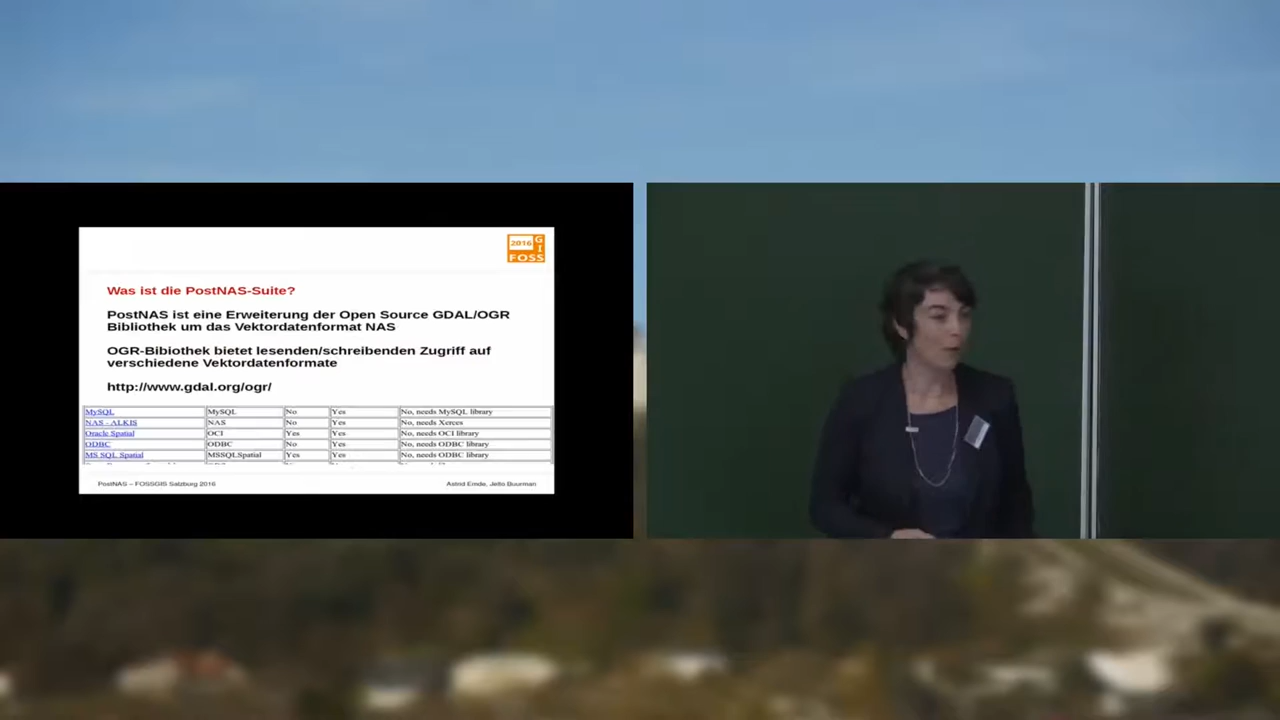 2016
G
I
FOSS
Was ist die PostNAS-Suite?
PostNAS ist eine Erweiterung der Open Source GDAL/OGR
Bibliothek um das Vektordatenformat NAS
OGR-Bibiothek bietet lesenden/schreibenden Zugriff auf
verschiedene Vektordatenformate
http://www.gdal.org/ogr/
MySQL MySQL No Yes No, needs MySQL library
NAS - ALKIS NAS No Yes No, needs Xerces
Oracle Spatial OCI Yes Yes No, needs OCI library
ODBC ODBC No Yes No, needs ODBC library
MS SQL Spatial MSSQLSpatial Yes Yes No, needs ODBC library
PostNAS – FOSSGIS Salzburg 2016 Astrid Emde, Jelto Buurman